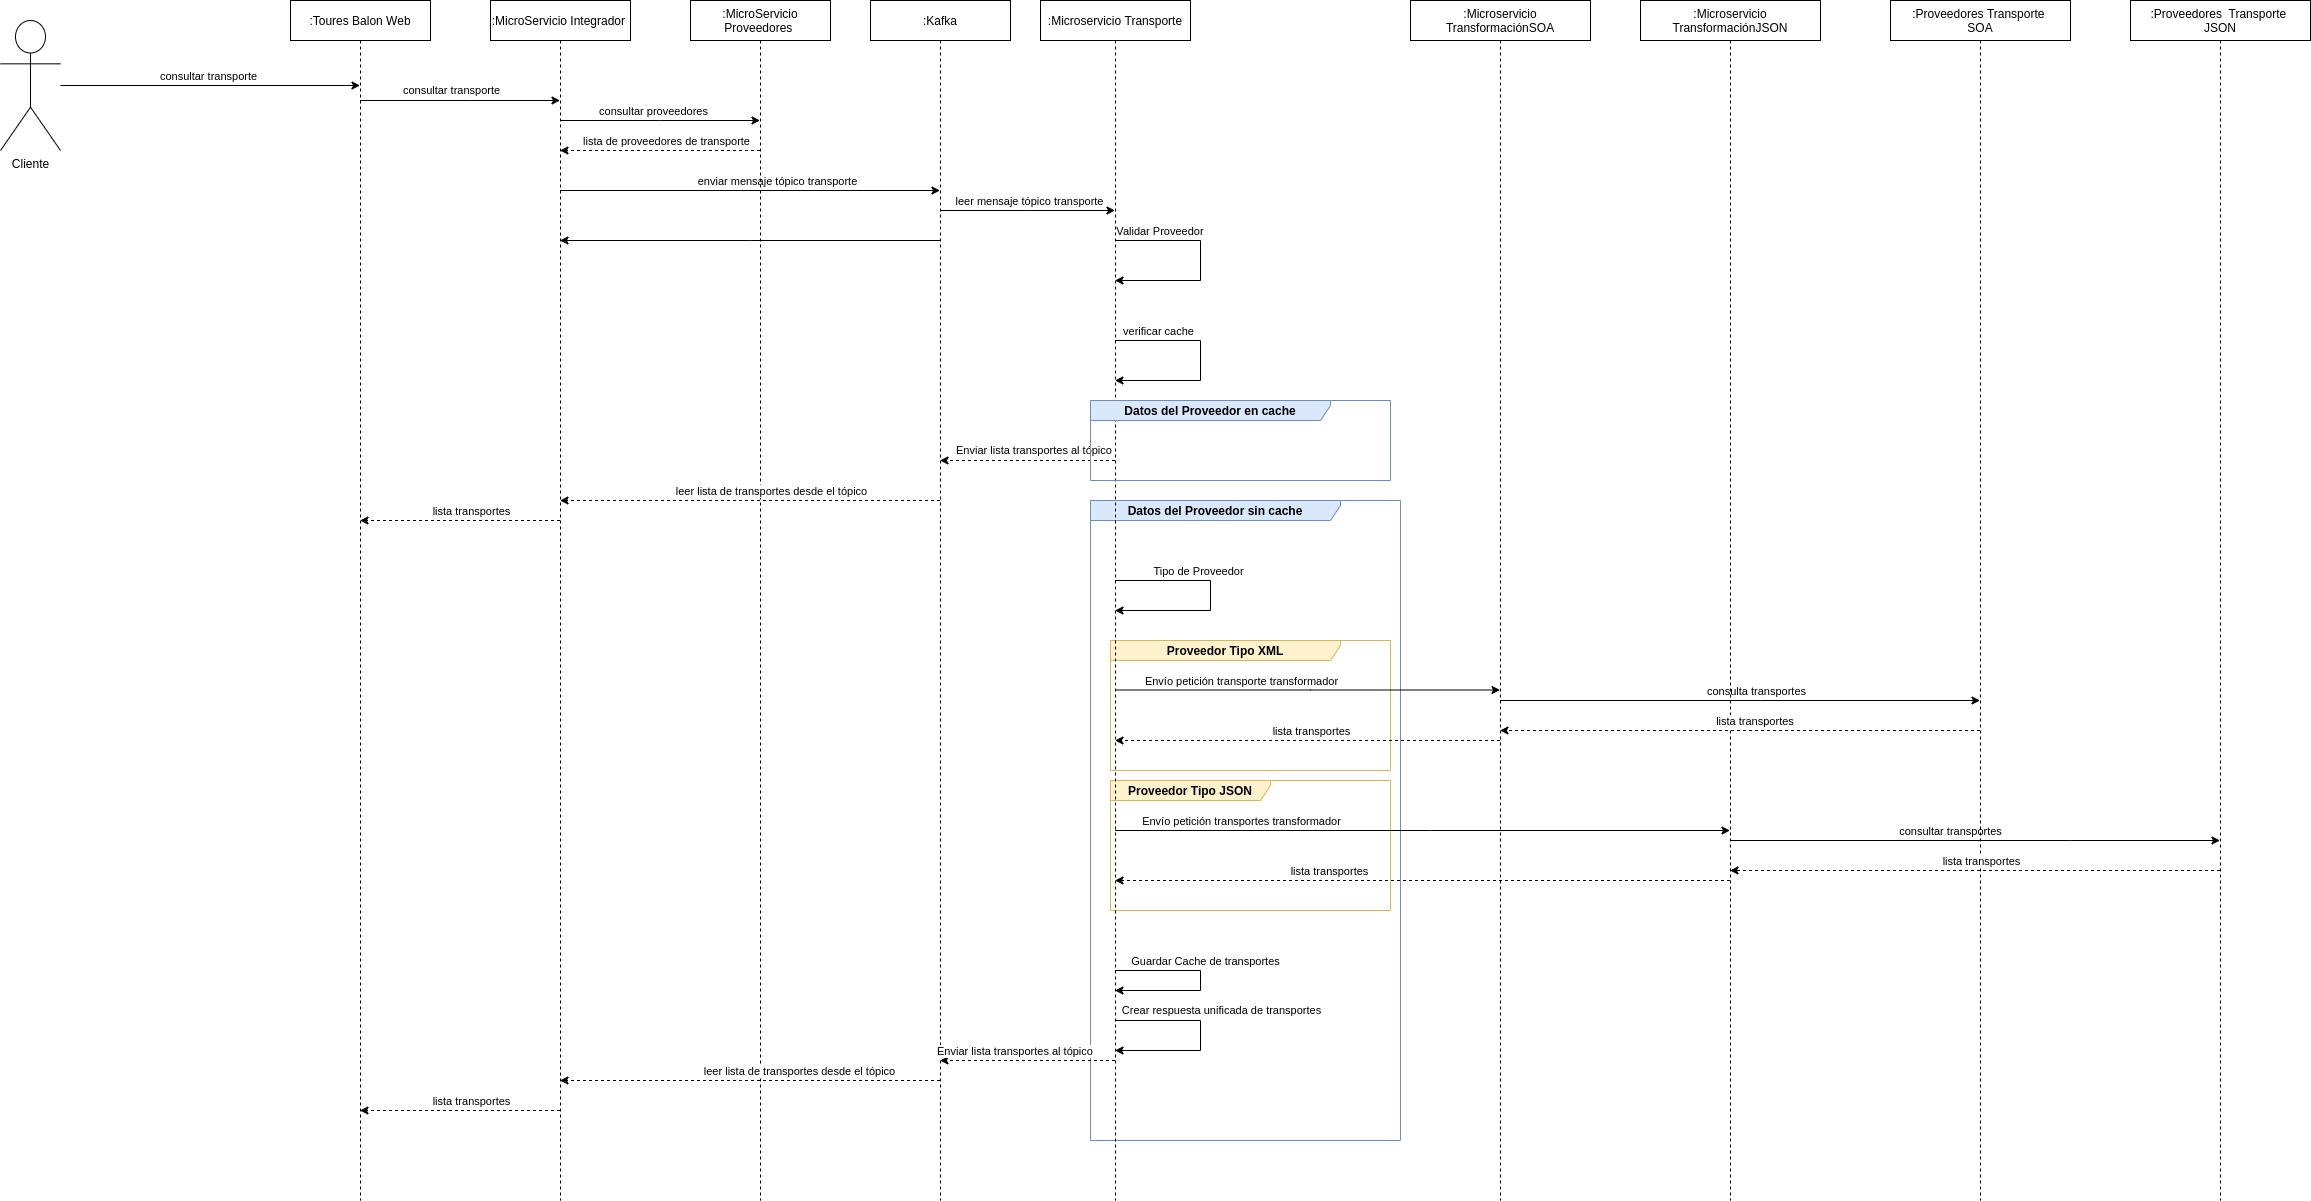 :Toures Balon Web
:MicroServicio Integrador
:MicroServicio
Proveedores
:Kafka
:Microservicio Transporte
:Microservicio
TransformaciónSOA
:Microservicio
TransformaciónJSON
:Proveedores Transporte
SOA
:Proveedores  Transporte
JSON
Cliente
consultar transporte
consultar transporte
consultar proveedores
lista de proveedores de transporte
enviar mensaje tópico transporte
leer mensaje tópico transporte
Validar Proveedor
verificar cache
Datos del Proveedor en cache
Enviar lista transportes al tópico
leer lista de transportes desde el tópico
lista transportes
Datos del Proveedor sin cache
Tipo de Proveedor
Proveedor Tipo XML
Envío petición transporte transformador
consulta transportes
lista transportes
lista transportes
Proveedor Tipo JSON
Envío petición transportes transformador
consultar transportes
lista transportes
lista transportes
Guardar Cache de transportes
Crear respuesta unificada de transportes
Enviar lista transportes al tópico
leer lista de transportes desde el tópico
lista transportes